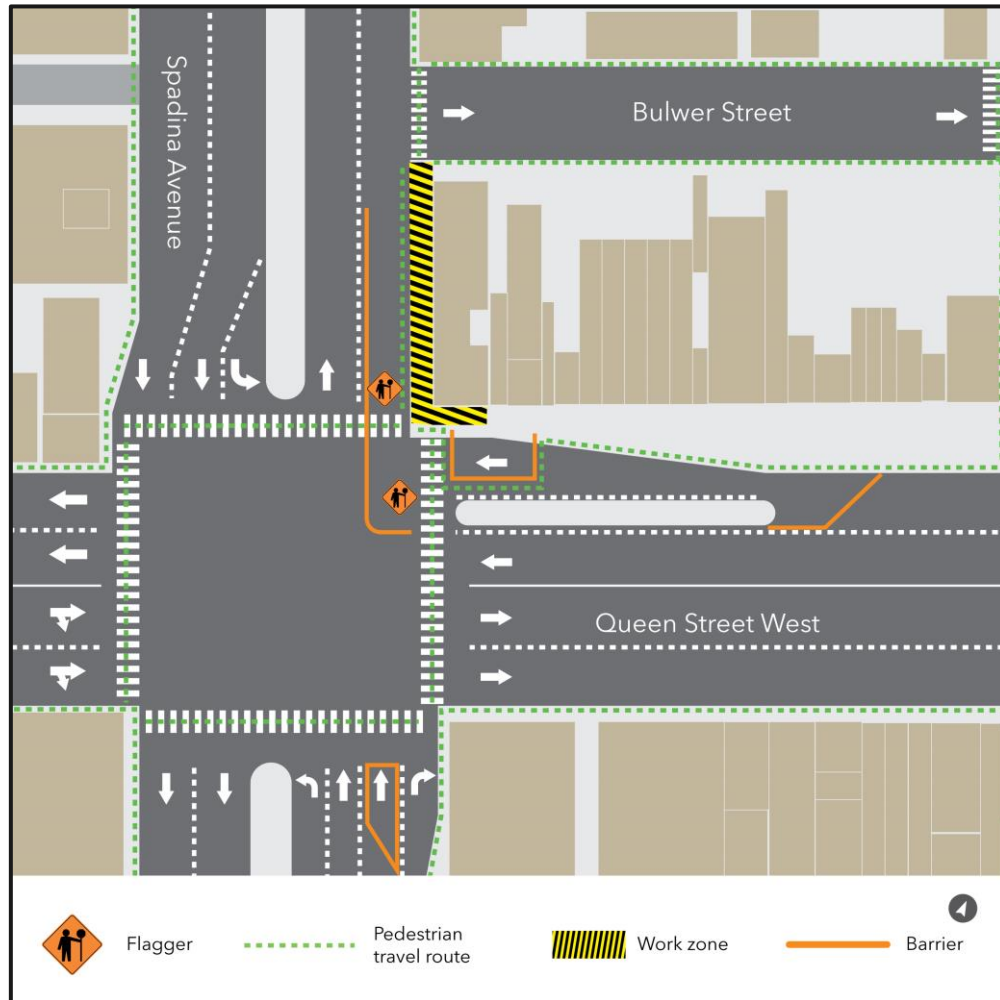 Spadina Avenue
Bulwer Street
Queen Street West
Flagger
Pedestrian
travel route
Work zone
Barrier